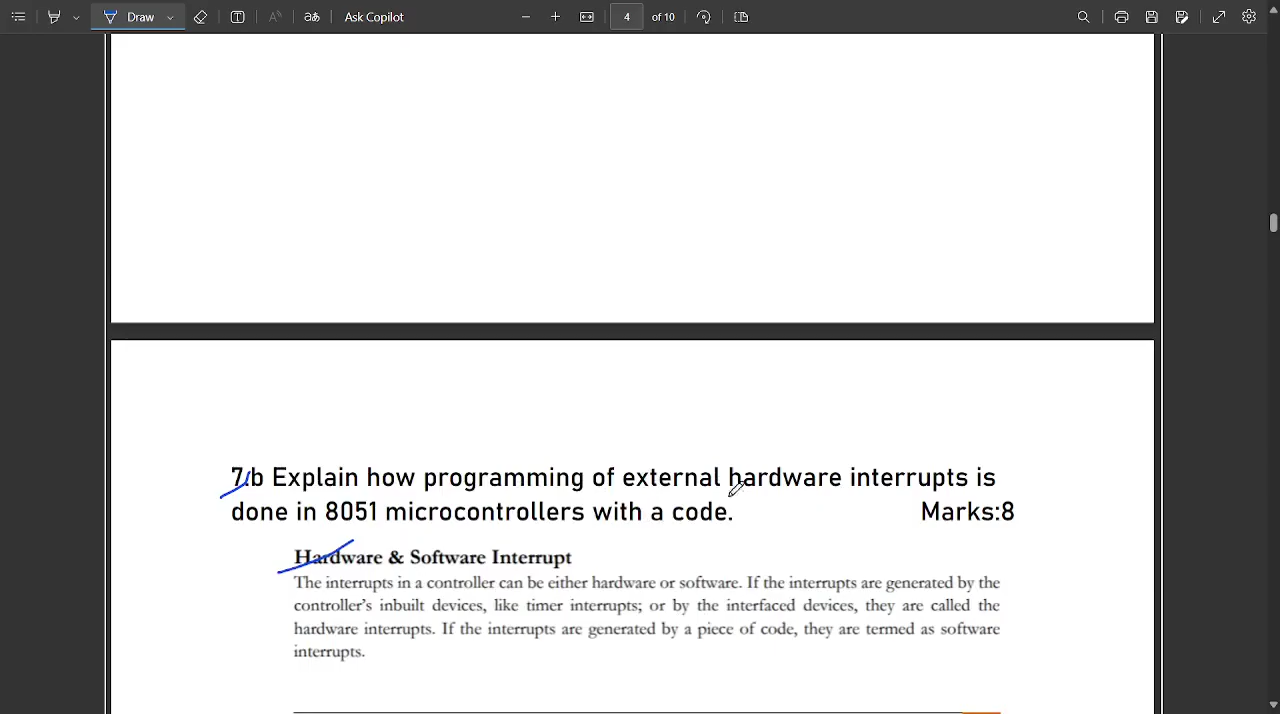 Draw
Ask Copilot
4 of 10
7.b Explain how programming of external hardware interrupts is
done in 8051 microcontrollers with a code. Marks:8
Hardware & Software Interrupt
The interrupts in a controller can be either hardware or software. If the interrupts are generated by the
controller's inbuilt devices, like timer interrupts; or by the interfaced devices, they are called the
hardware interrupts. If the interrupts are generated by a piece of code, they are termed as software
interrupts.